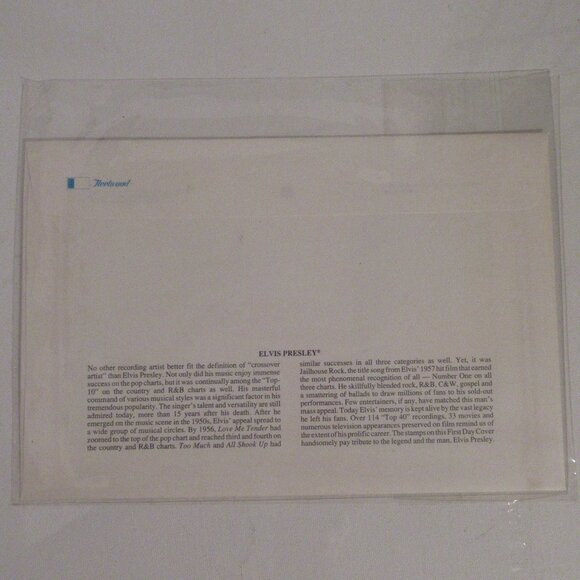 Fleetwood
ELVIS PRESLEY®
No other recording artist better fit the definition of "crossover
artist" than Elvis Presley. Not only did his music enjoy immense
success on the pop charts, but it was continually among the "Top-
10" on the country and R&B charts as well. His masterful
command of various musical styles was a significant factor in his
tremendous popularity. The singer's talent and versatility are still
admired today, more than 15 years after his death. After he
emerged on the music scene in the 1950s, Elvis' appeal spread to
a wide group of musical circles. By 1956, Love Me Tender had
zoomed to the top of the pop chart and reached third and fourth on
the country and R&B charts. Too Much and All Shook Up had
similar successes in all three categories as well. Yet, it was
Jailhouse Rock, the title song from Elvis' 1957 hit film that earned
the most phenomenal recognition of all — Number One on all
three charts. He skillfully blended rock, R&B, C&W, gospel and
a smattering of ballads to draw millions of fans to his sold-out
performances. Few entertainers, if any, have matched this man's
mass appeal. Today Elvis' memory is kept alive by the vast legacy
he left his fans. Over 114 "Top 40" recordings, 33 movies and
numerous television appearances preserved on film remind us of
the extent of his prolific career. The stamps on this First Day Cover
handsomely pay tribute to the legend and the man, Elvis Presley.